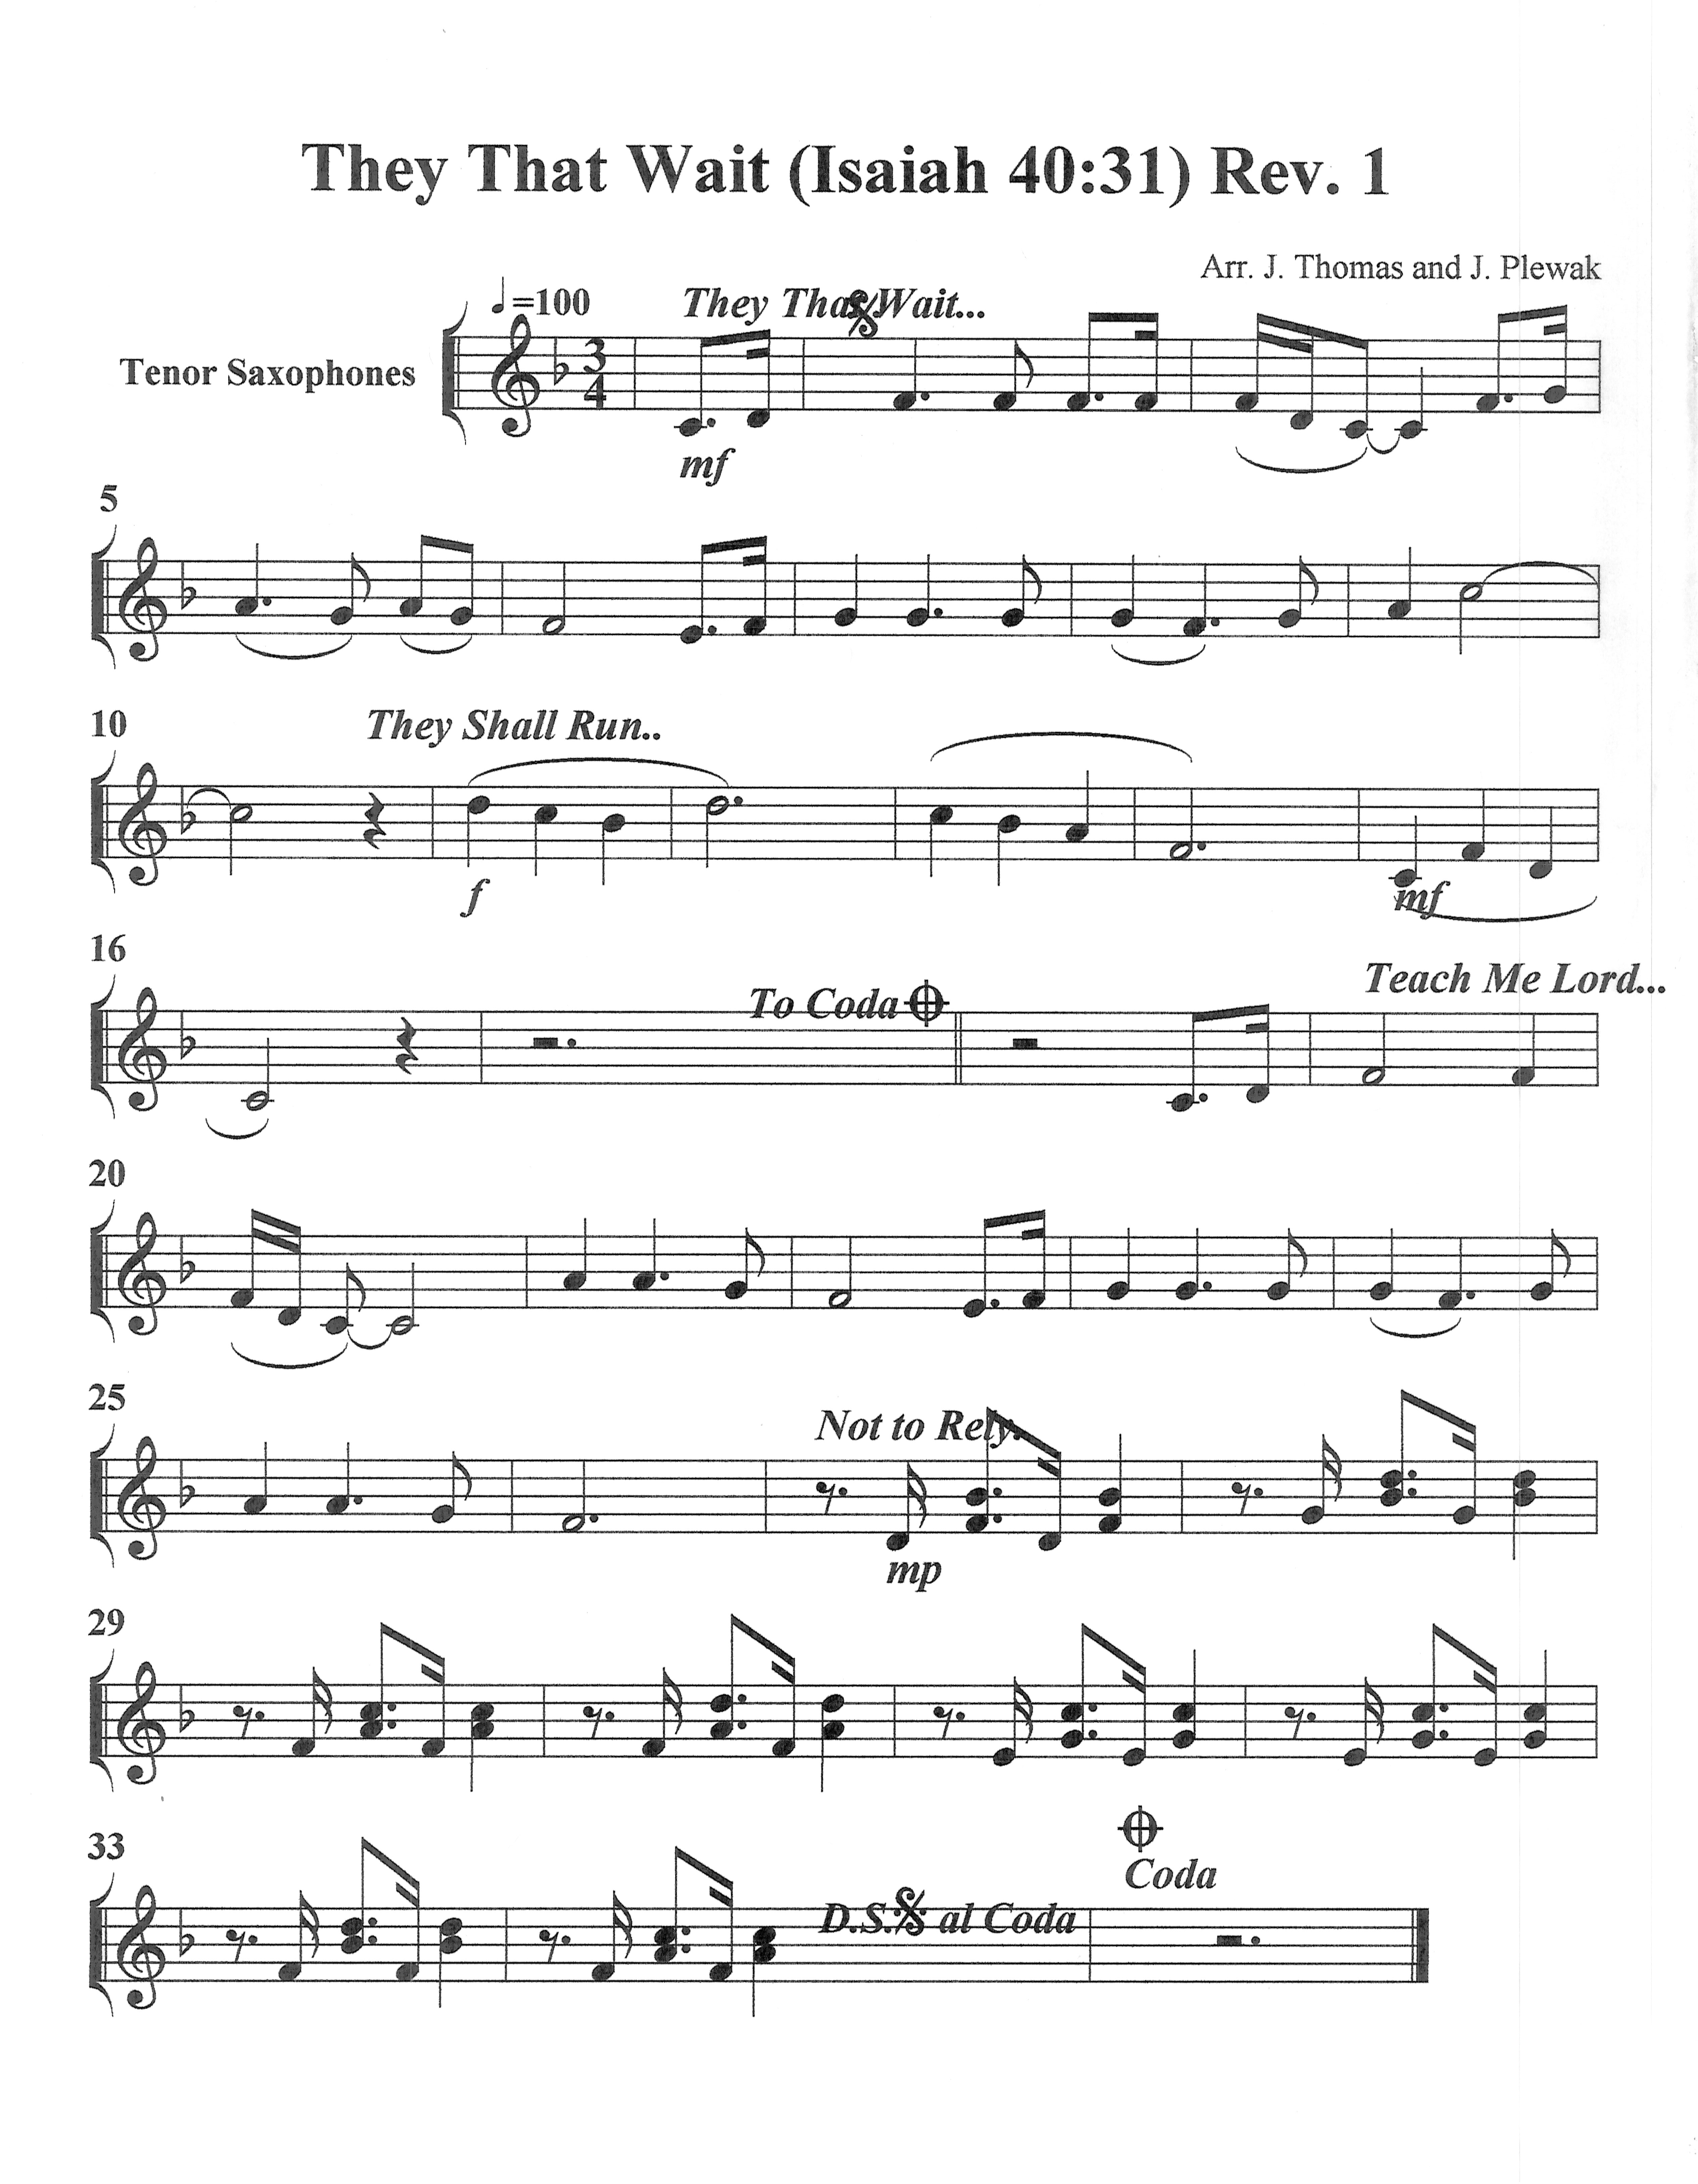 They That Wait (Isaiah 40:31) Rev. 1
Arr. J. Thomas and J. Plewak
♩=100
They That Wait...
Tenor Saxophones
3
4
mf
5
10
They Shall Run..
f
mf
16
To Coda
Teach Me Lord...
20
25
Not to Rely.
mp
29
33
Coda
D.S. al Coda